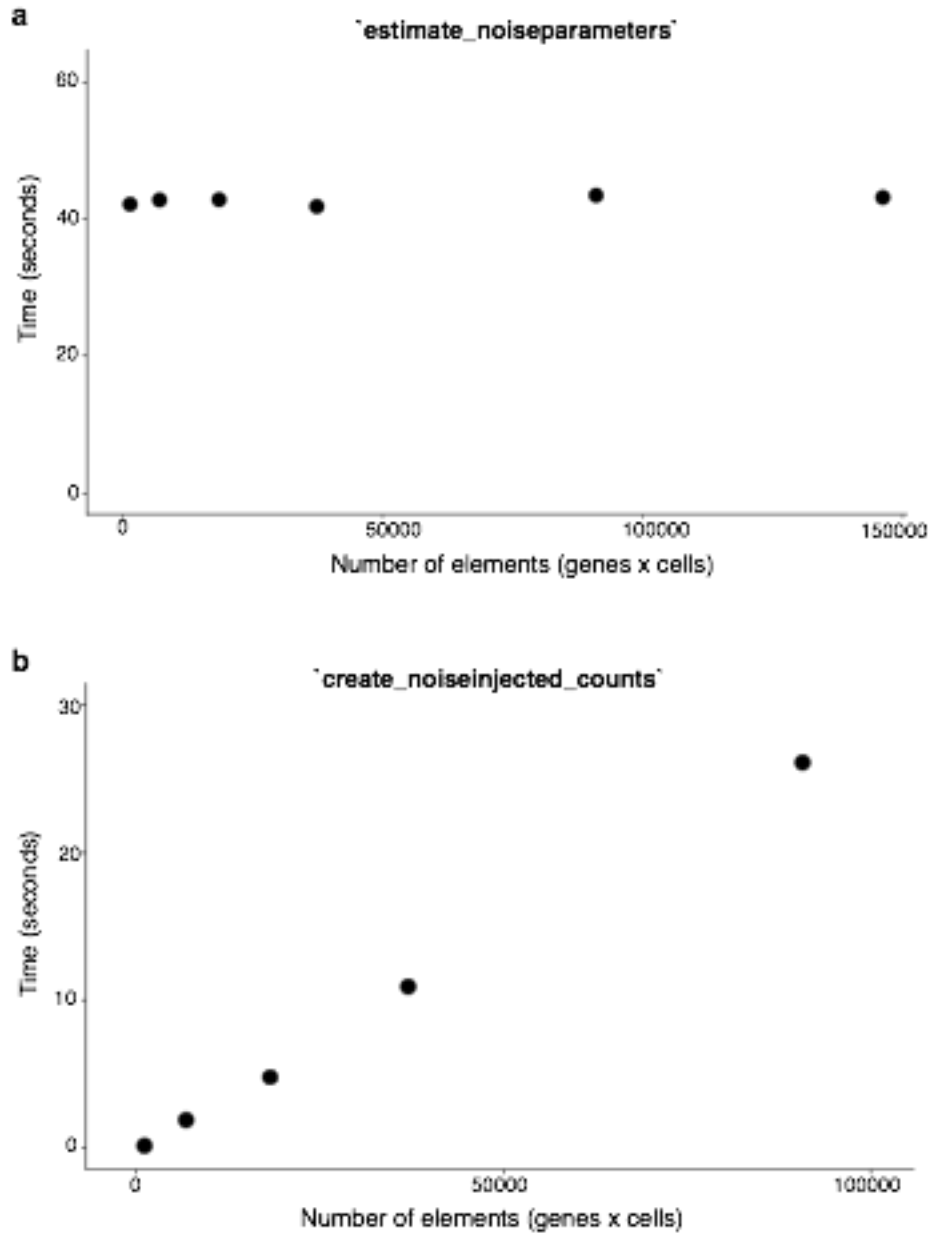 a
`estimate_noiseparameters`
60
40
20
0
Time (seconds)
0 50000 100000 150000
Number of elements (genes x cells)
b
`create_noiseinjected_counts`
30
20
10
0
Time (seconds)
0 50000 100000
Number of elements (genes x cells)